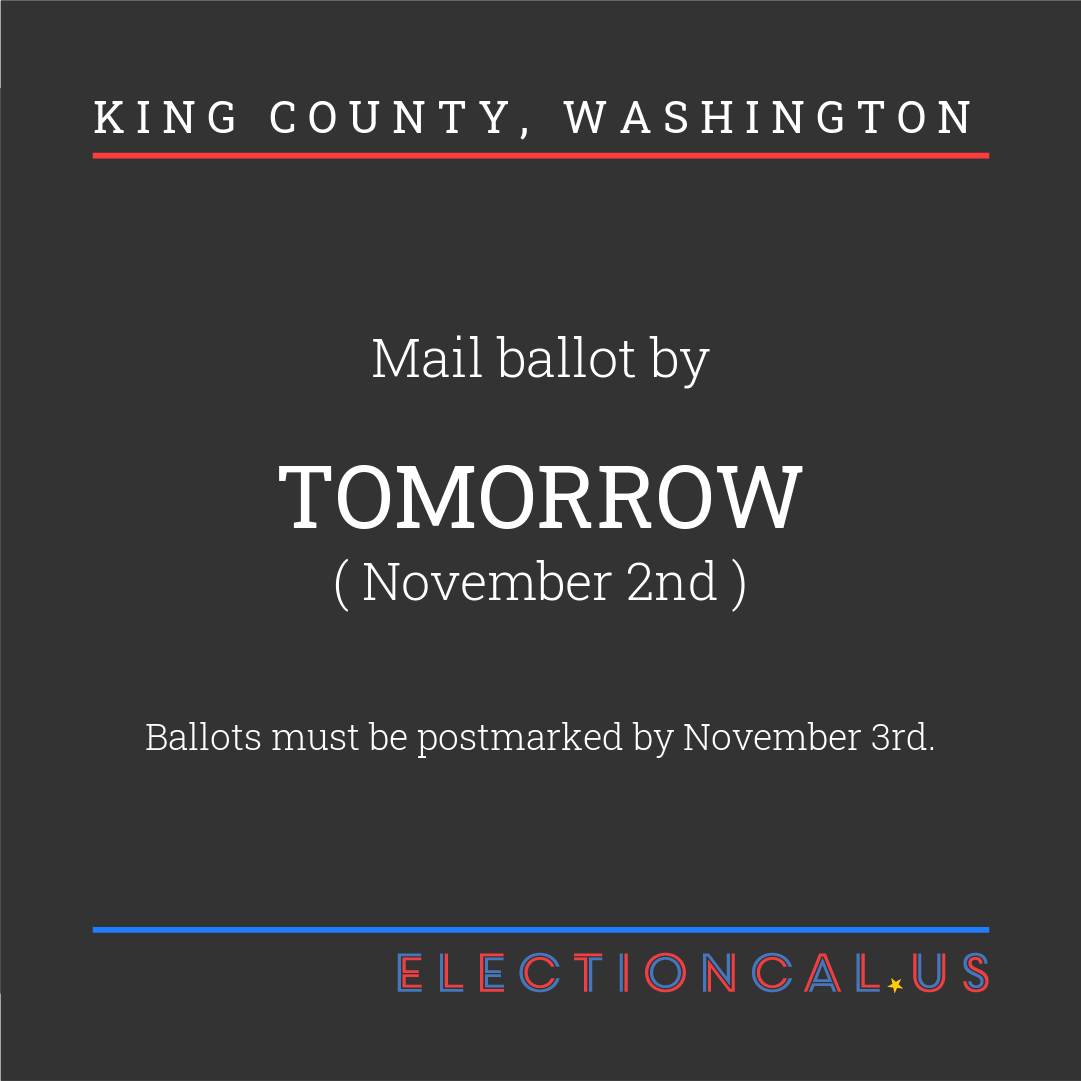 KING COUNTY, WASHINGTON
Mail ballot by
TOMORROW
( November 2nd )
Ballots must be postmarked by November 3rd.
ELECTIONCAL.US